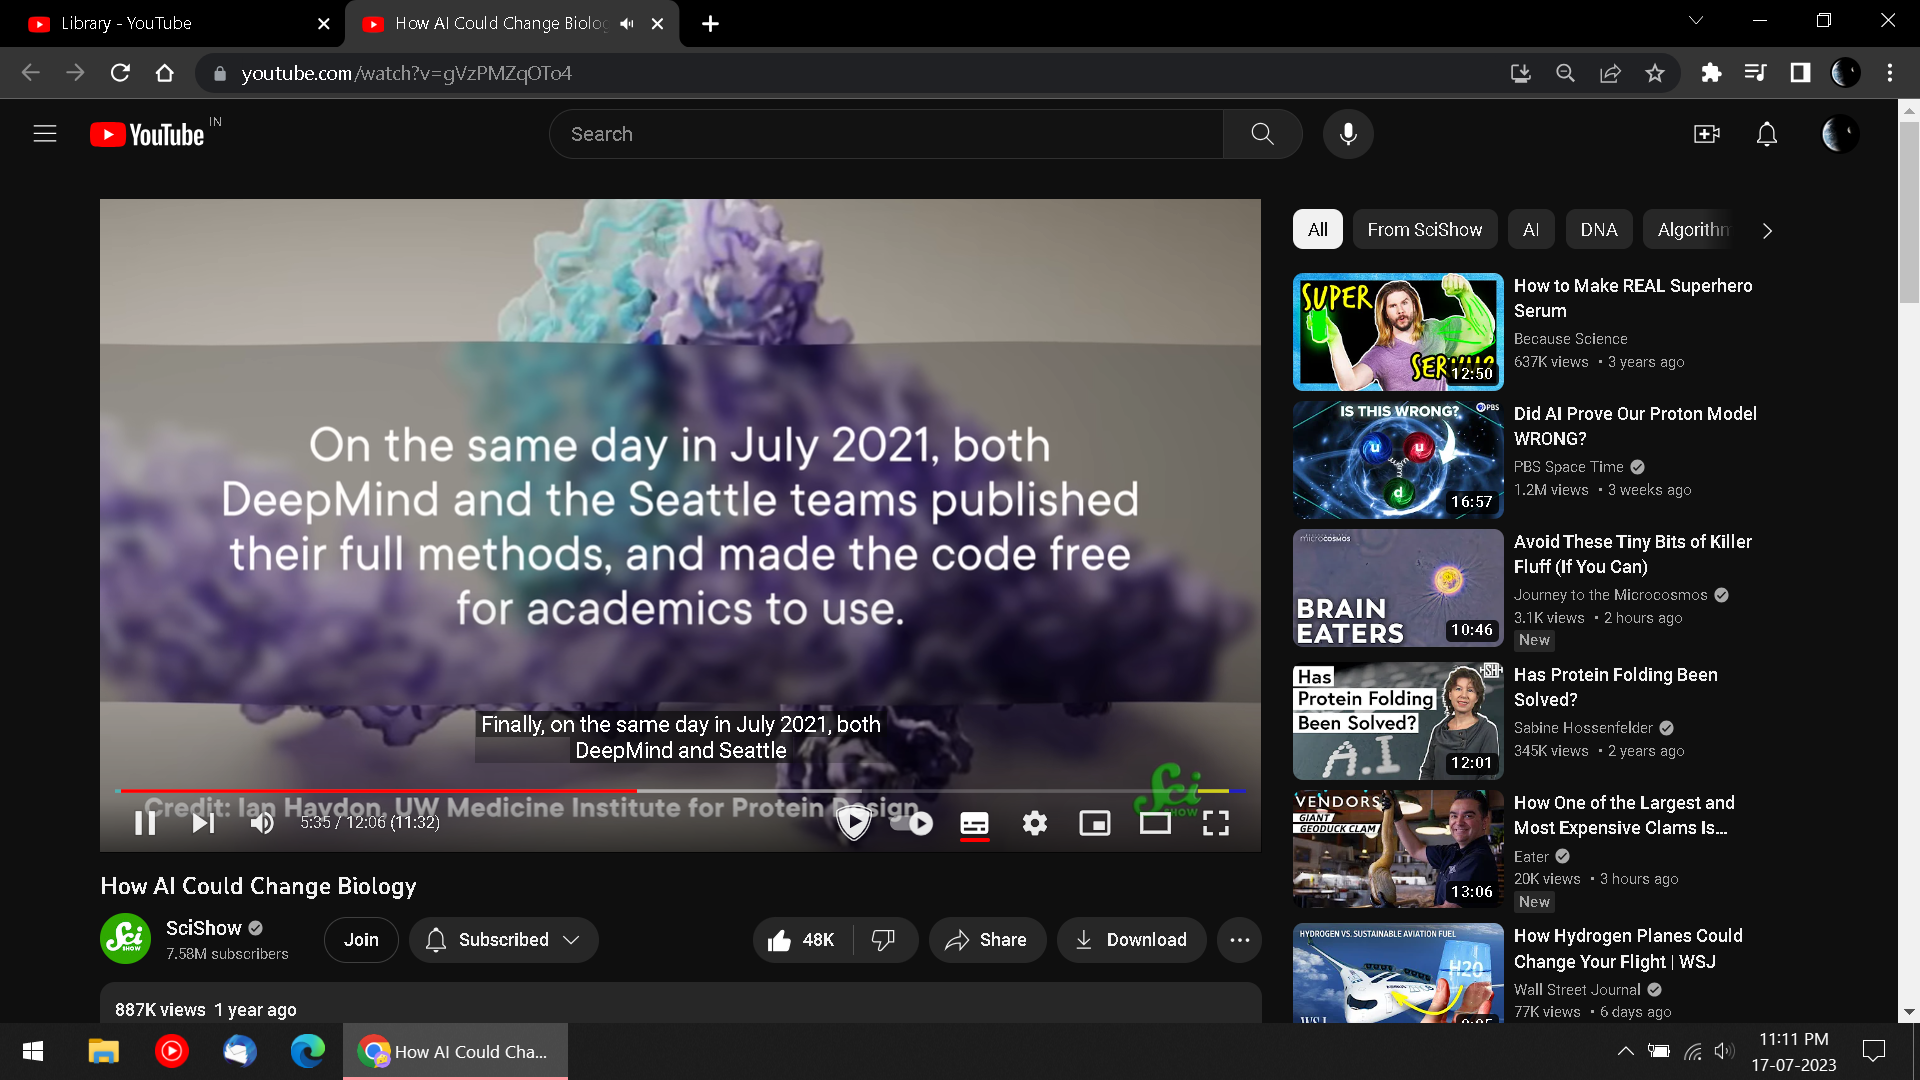 Library - YouTube
How AI Could Change Biolog
youtube.com/watch?v=gVzPMZqOTo4
YouTube IN
Search
On the same day in July 2021, both
DeepMind and the Seattle teams published
their full methods, and made the code free
for academics to use.
Finally, on the same day in July 2021, both
DeepMind and Seattle
Credit: Ian Haydon, UW Medicine Institute for Protein Design
Sci
SHOW
5:35 / 12:06 (11:32)
How AI Could Change Biology
Sci
SHOW
SciShow
7.58M subscribers
Join
Subscribed
48K
Share
Download
887K views 1 year ago
All
From SciShow
AI
DNA
Algorithm
SUPER
12:50
How to Make REAL Superhero
Serum
Because Science
637K views • 3 years ago
IS THIS WRONG?
PBS
u
u
d
16:57
Did AI Prove Our Proton Model
WRONG?
PBS Space Time
1.2M views • 3 weeks ago
MICROCOSMOS
BRAIN
EATERS
10:46
Avoid These Tiny Bits of Killer
Fluff (If You Can)
Journey to the Microcosmos
3.1K views • 2 hours ago
New
Has
Protein Folding
Been Solved?
A.I
12:01
Has Protein Folding Been
Solved?
Sabine Hossenfelder
345K views • 2 years ago
VENDORS
GIANT
GEODUCK CLAM
13:06
How One of the Largest and
Most Expensive Clams Is...
Eater
20K views • 3 hours ago
New
HYDROGEN VS. SUSTAINABLE AVIATION FUEL
H2O
WSJ
How Hydrogen Planes Could
Change Your Flight | WSJ
Wall Street Journal
77K views • 6 days ago
How AI Could Cha...
11:11 PM
17-07-2023